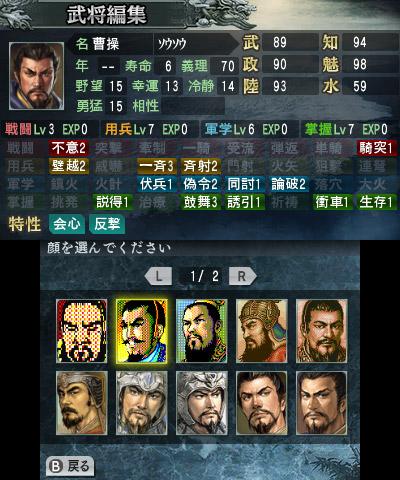 武将編集
名 曹操 ｿｳｿｳ 武 89 知 94
年 -- 寿命 6 義理 70 政 90 魅 98
野望 15 幸運 13 冷静 14 陸 93 水 59
勇猛 15 相性
戦闘Lv3 EXP0 用兵Lv7 EXP0 軍学Lv6 EXP0 掌握Lv7 EXP0
戦闘 不意2 突撃 牽制 一騎 受流 弾返 単騎 騎突1
用兵 壁越2 威嚇 一斉3 斉射2 門射 火矢 狙撃 連射
軍学 鎮火 火計 伏兵1 偽令2 同討1 論破2 落穴 大火
掌握 挑発 説得1 治療 鼓舞3 誘引1 祈祷 衝車1 生存1
特性 会心 反撃
顔を選んでください
L 1/ 2 R
B 戻る